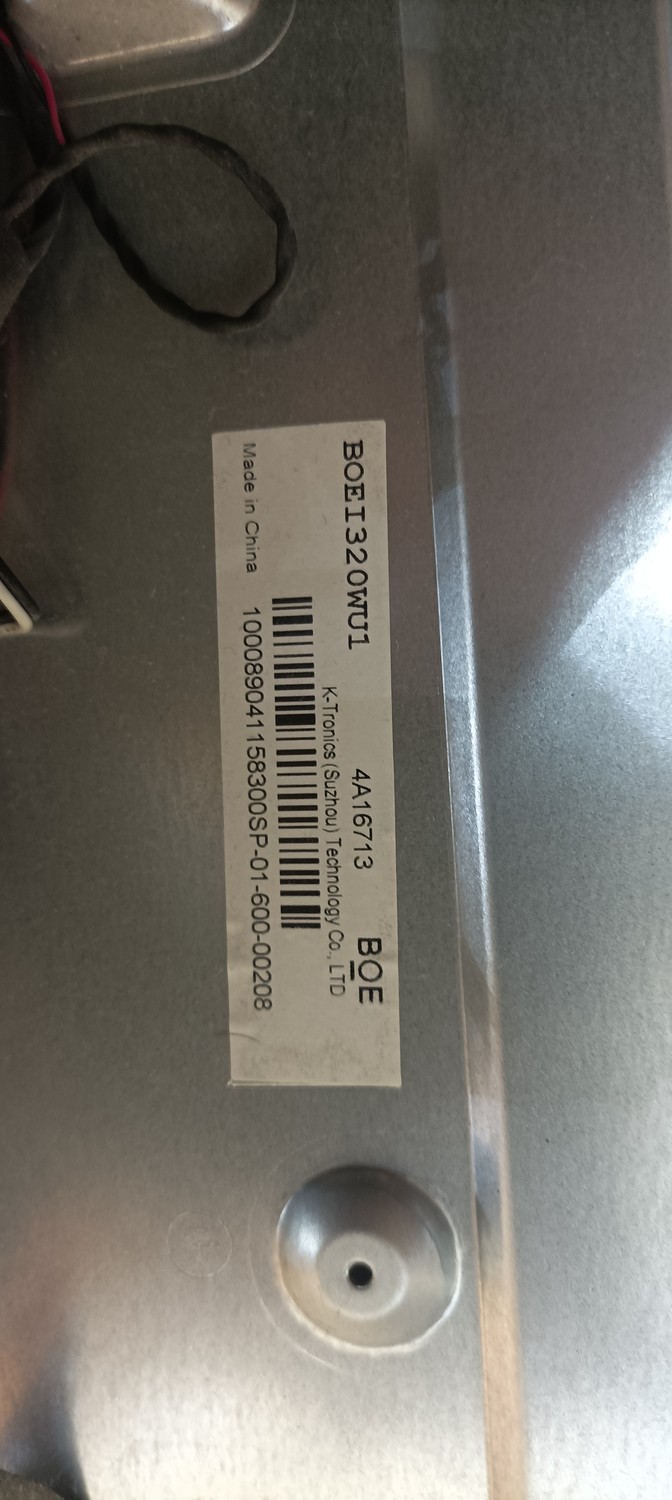 BOEI320WU1 4A16713 BOE
K-Tronics (Suzhou) Technology Co., LTD
Made in China 100089041158300SP-01-600-00208